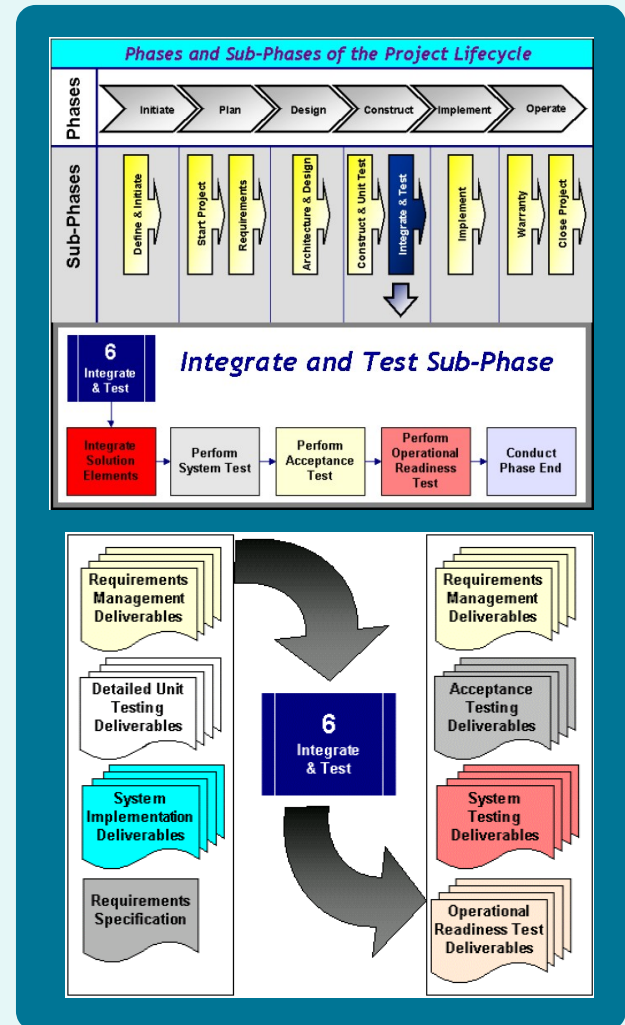 Phases and Sub-Phases of the Project Lifecycle
Phases
Initiate
Plan
Design
Construct
Implement
Operate
Sub-Phases
Define & Initiate
Start Project
Requirements
Architecture & Design
Construct & Unit Test
Integrate & Test
Implement
Warranty
Close Project
6
Integrate
& Test
Integrate and Test Sub-Phase
Integrate
Solution
Elements
Perform
System Test
Perform
Acceptance
Test
Perform
Operational
Readiness
Test
Conduct
Phase End
Requirements
Management
Deliverables
Detailed Unit
Testing
Deliverables
System
Implementation
Deliverables
Requirements
Specification
6
Integrate
& Test
Requirements
Management
Deliverables
Acceptance
Testing
Deliverables
System
Testing
Deliverables
Operational
Readiness Test
Deliverables